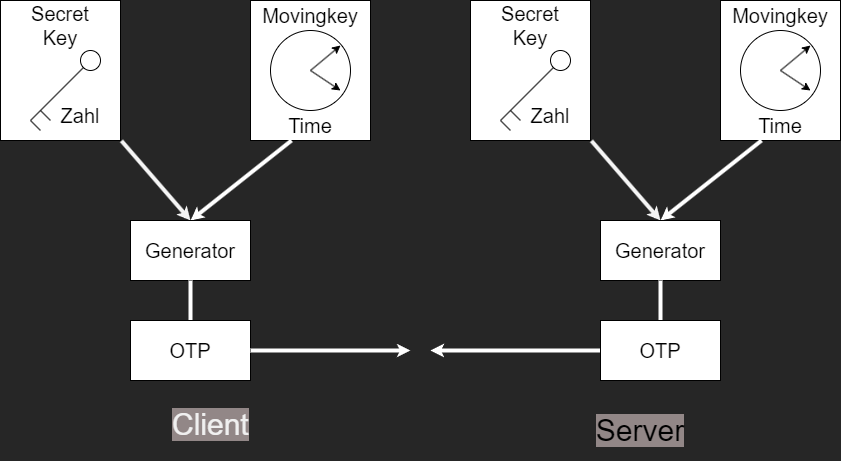 Secret
Key
Zahl
Movingkey
Time
Secret
Key
Zahl
Movingkey
Time
Generator
Generator
OTP
OTP
Client
Server